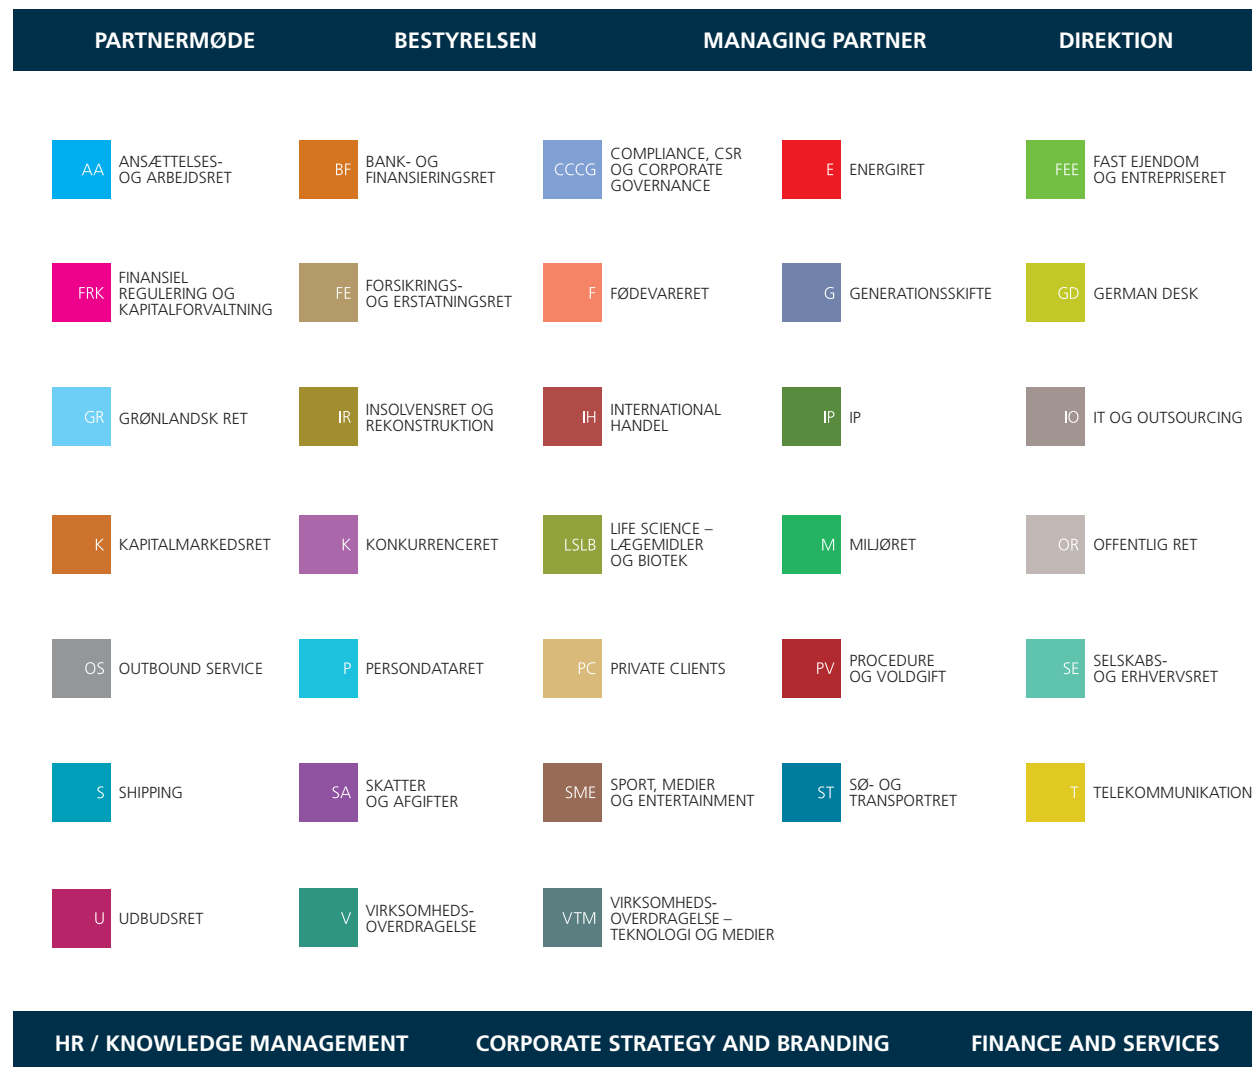 PARTNERMØDE BESTYRELSEN MANAGING PARTNER DIREKTION
AA
ANSÆTTELSES-
OG ARBEJDSRET
BF
BANK- OG
FINANSIERINGSRET
CCCG
COMPLIANCE, CSR
OG CORPORATE
GOVERNANCE
E
ENERGIRET
FEE
FAST EJENDOM
OG ENTREPRISERET
FRK
FINANSIEL
REGULERING OG
KAPITALFORVALTNING
FE
FORSIKRINGS-
OG ERSTATNINGSRET
F
FØDEVARERET
G
GENERATIONSSKIFTE
GD
GERMAN DESK
GR
GRØNLANDSK RET
IR
INSOLVENSRET OG
REKONSTRUKTION
IH
INTERNATIONAL
HANDEL
IP
IP
IO
IT OG OUTSOURCING
K
KAPITALMARKEDSRET
K
KONKURRENCERET
LSLB
LIFE SCIENCE –
LÆGEMIDLER
OG BIOTEK
M
MILJØRET
OR
OFFENTLIG RET
OS
OUTBOUND SERVICE
P
PERSONDATARET
PC
PRIVATE CLIENTS
PV
PROCEDURE
OG VOLDGIFT
SE
SELSKABS-
OG ERHVERVSRET
S
SHIPPING
SA
SKATTER
OG AFGIFTER
SME
SPORT, MEDIER
OG ENTERTAINMENT
ST
SØ- OG
TRANSPORTRET
T
TELEKOMMUNIKATION
U
UDBUDSRET
V
VIRKSOMHEDS-
OVERDRAGELSE
VTM
VIRKSOMHEDS-
OVERDRAGELSE –
TEKNOLOGI OG MEDIER
HR / KNOWLEDGE MANAGEMENT CORPORATE STRATEGY AND BRANDING FINANCE AND SERVICES